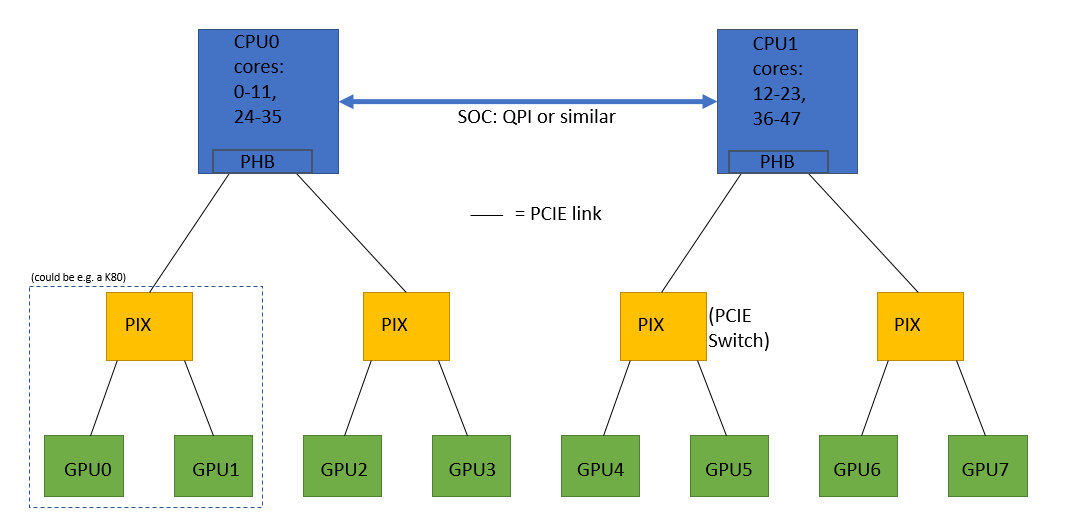 CPU0
cores:
0-11,
24-35
PHB
SOC: QPI or similar
CPU1
cores:
12-23,
36-47
PHB
= PCIE link
(could be e.g. a K80)
PIX
PIX
PIX
(PCIE
Switch)
PIX
GPU0
GPU1
GPU2
GPU3
GPU4
GPU5
GPU6
GPU7